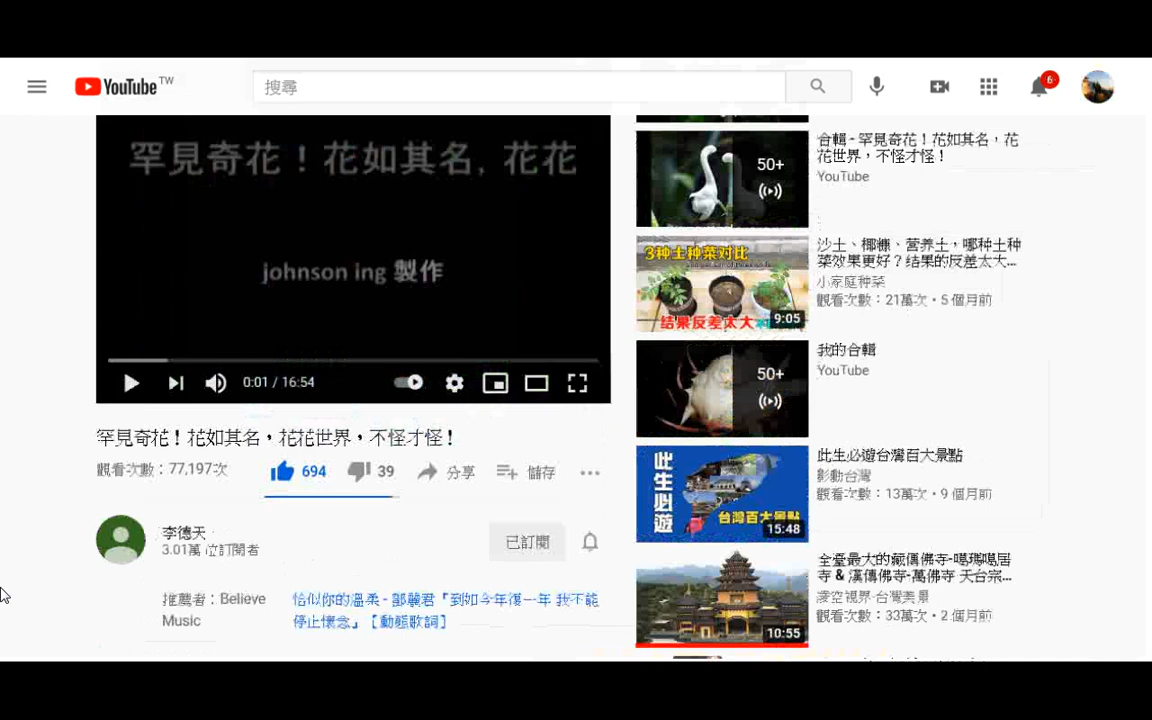 YouTube TW
搜尋
6
罕見奇花！花如其名, 花花
johnson ing 製作
0:01 / 16:54
罕見奇花！花如其名，花花世界，不怪才怪！
觀看次數：77,197次
694
39
分享
儲存
李德天
3.01萬 位訂閱者
已訂閱
推薦者：Believe
Music
恰似你的溫柔 - 鄧麗君『到如今年復一年 我不能
停止懷念』【動態歌詞】
50+
合輯 - 罕見奇花！花如其名，花
花世界，不怪才怪！
YouTube
3种土种菜对比
结果反差太大
9:05
沙土、椰糠、营养土，哪种土种
菜效果更好？结果的反差太大...
小家庭种菜
觀看次數：21萬次 • 5 個月前
50+
我的合輯
YouTube
此生必遊
台灣百大景點
15:48
此生必遊台灣百大景點
影動台灣
觀看次數：13萬次 • 9 個月前
10:55
全臺最大的藏傳佛寺-噶瑪噶居
寺 & 漢傳佛寺-萬佛寺 天台宗...
凌空視界‧台灣美景
觀看次數：33萬次 • 2 個月前